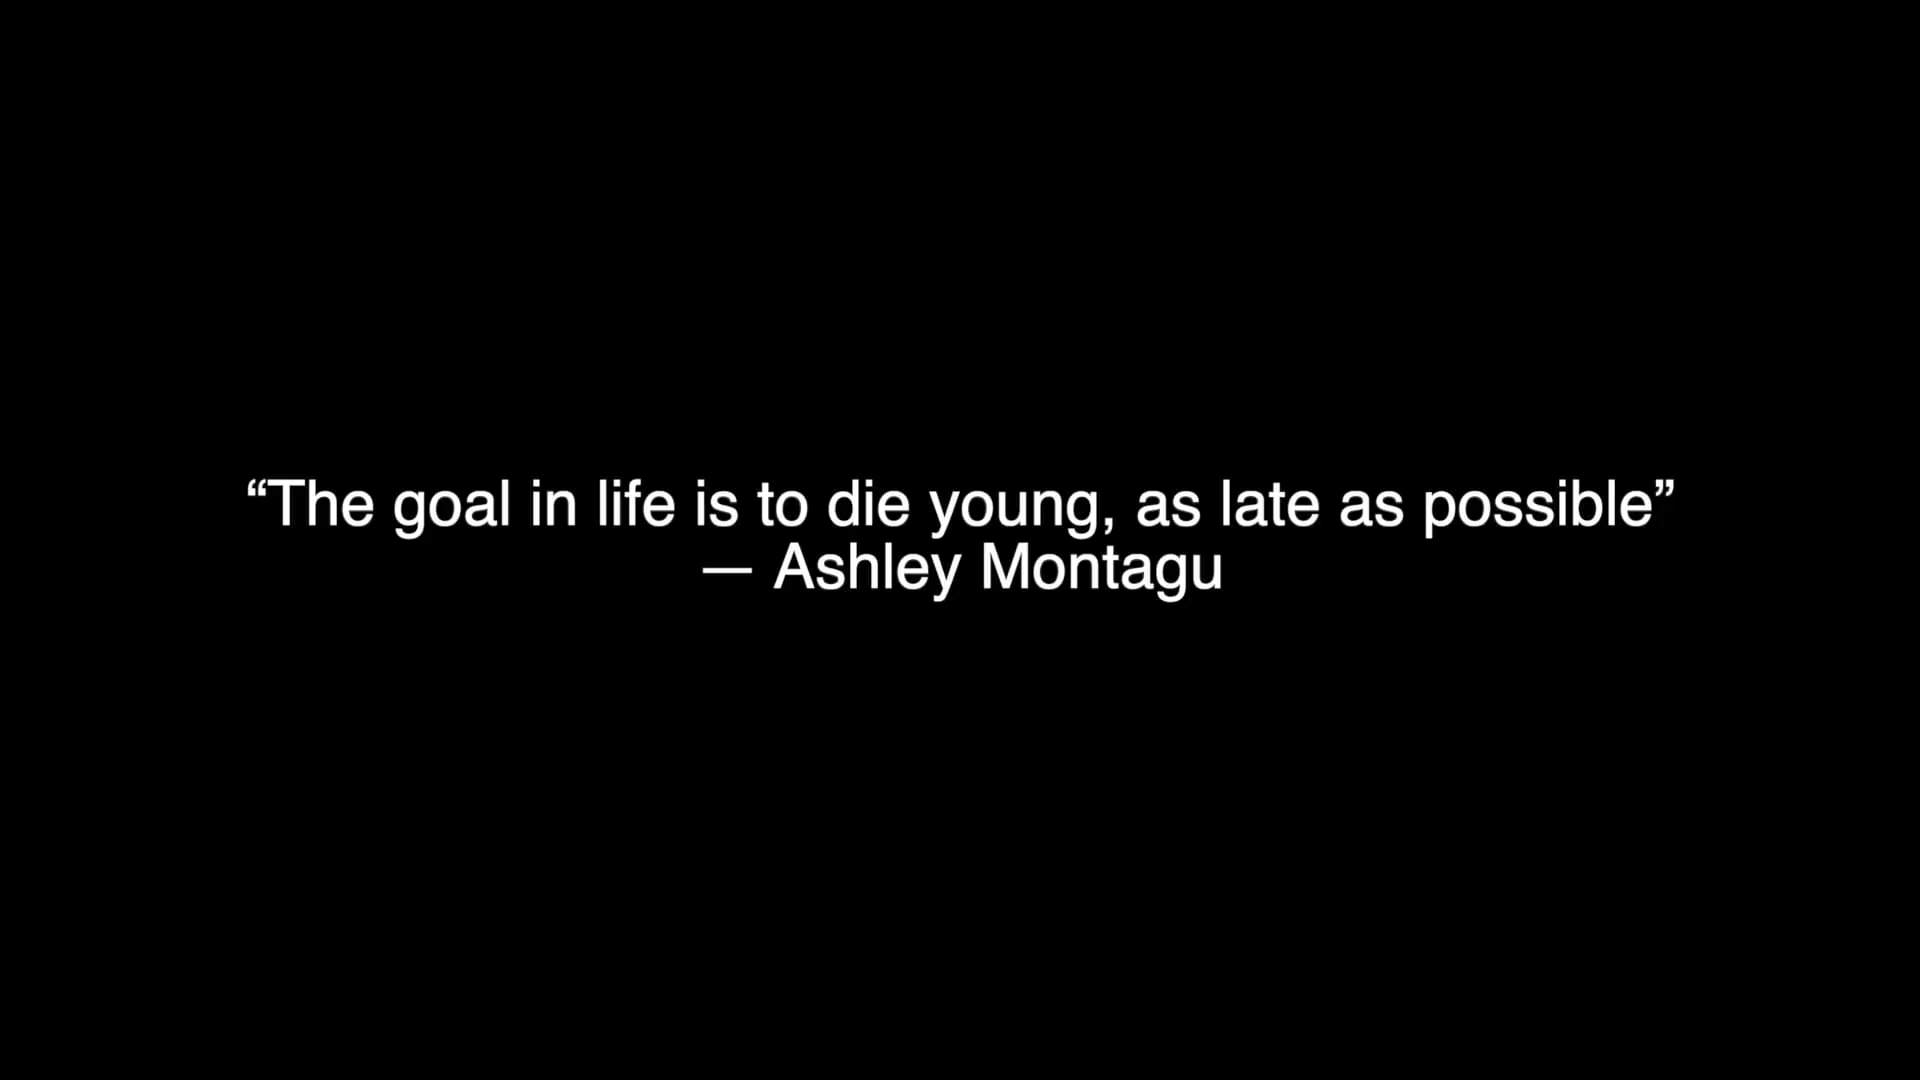 “The goal in life is to die young, as late as possible”
— Ashley Montagu